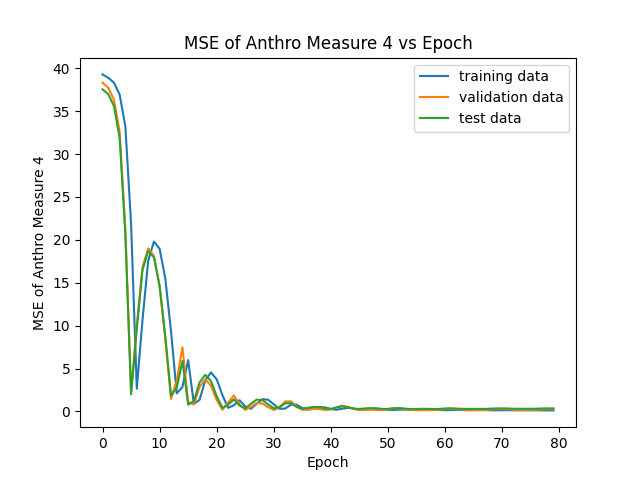 MSE of Anthro Measure 4 vs Epoch
training data
validation data
test data
MSE of Anthro Measure 4
40
35
30
25
20
15
10
5
0
0 10 20 30 40 50 60 70 80
Epoch